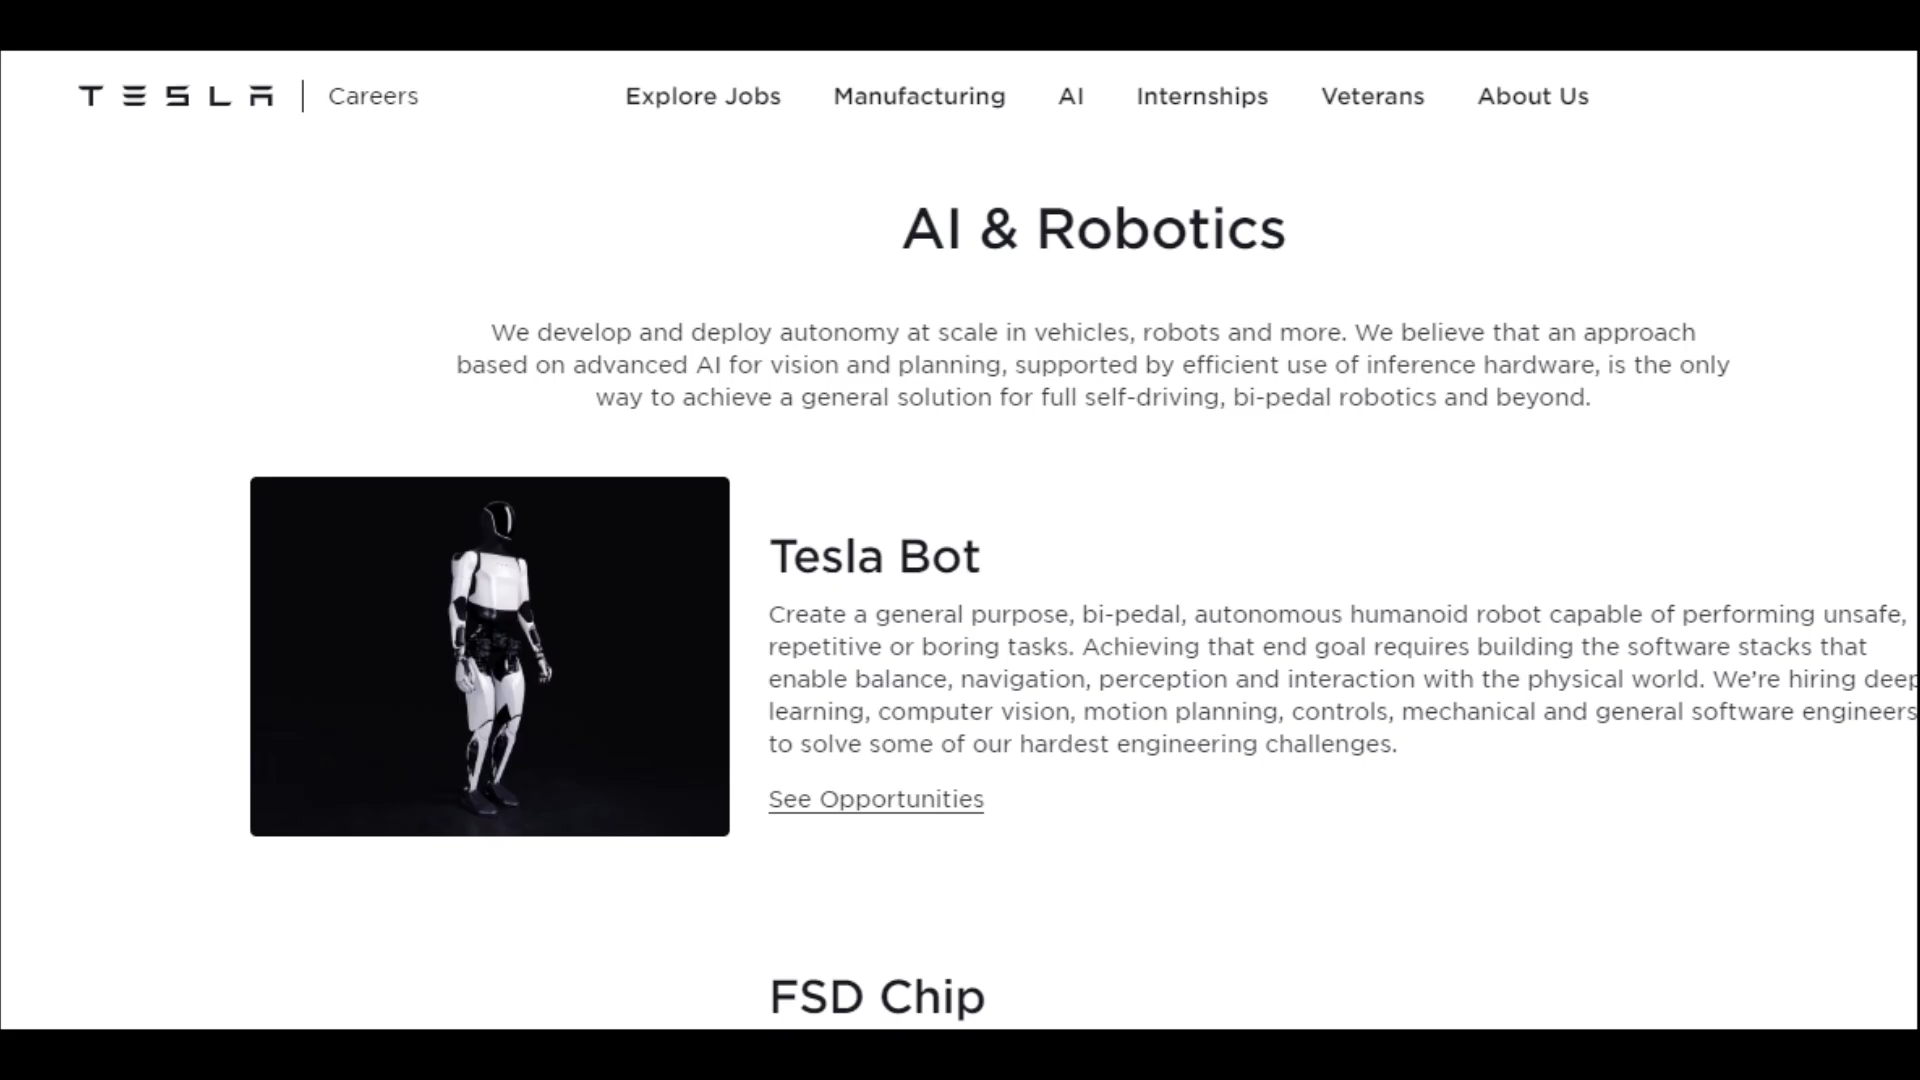 TESLA | Careers Explore Jobs Manufacturing AI Internships Veterans About Us
AI & Robotics
We develop and deploy autonomy at scale in vehicles, robots and more. We believe that an approach
based on advanced AI for vision and planning, supported by efficient use of inference hardware, is the only
way to achieve a general solution for full self-driving, bi-pedal robotics and beyond.
Tesla Bot
Create a general purpose, bi-pedal, autonomous humanoid robot capable of performing unsafe,
repetitive or boring tasks. Achieving that end goal requires building the software stacks that
enable balance, navigation, perception and interaction with the physical world. We’re hiring deep
learning, computer vision, motion planning, controls, mechanical and general software engineers
to solve some of our hardest engineering challenges.
See Opportunities
FSD Chip